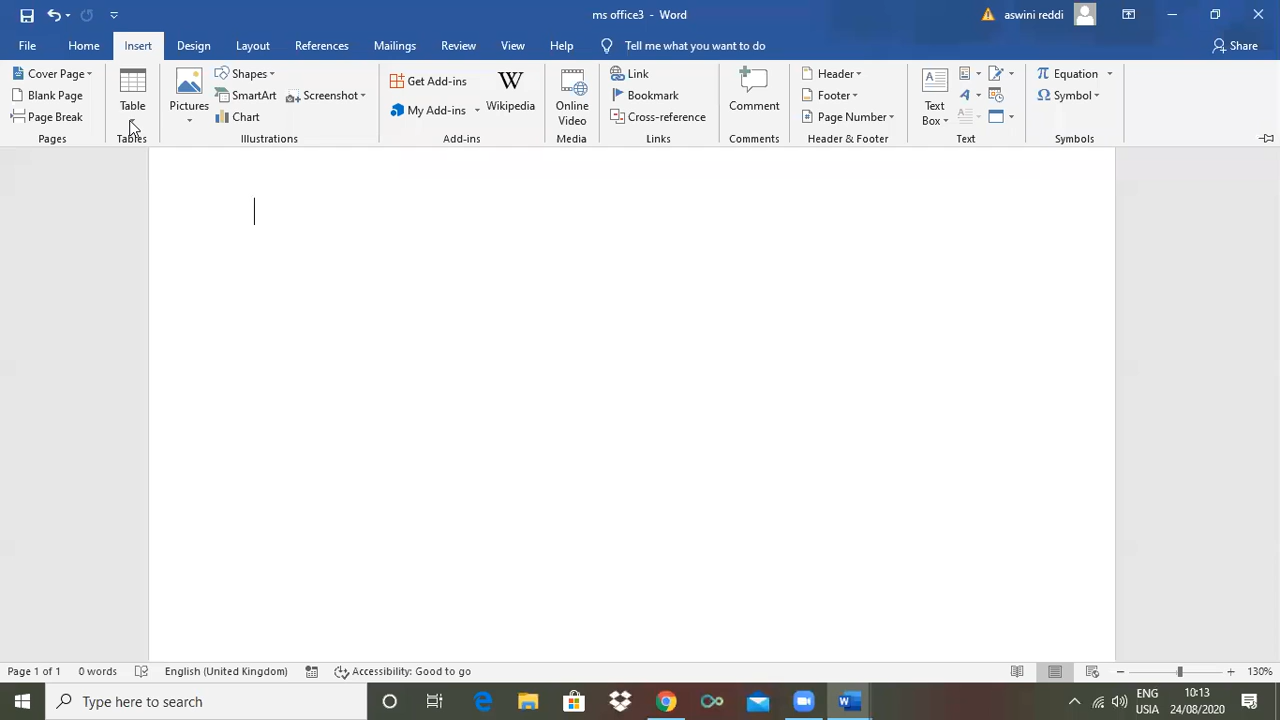 ms office3 - Word
aswini reddi
File Home Insert Design Layout References Mailings Review View Help Tell me what you want to do Share
Cover Page
Blank Page
Page Break
Pages
Table
Tables
Pictures
Shapes
SmartArt
Chart
Screenshot
Illustrations
Get Add-ins
My Add-ins
Wikipedia
Add-ins
Online
Video
Media
Link
Bookmark
Cross-reference
Links
Comment
Comments
Header
Footer
Page Number
Header & Footer
Text
Box
Text
Equation
Symbol
Symbols
Page 1 of 1 0 words English (United Kingdom) Accessibility: Good to go 130%
Type here to search
ENG
USIA
10:13
24/08/2020